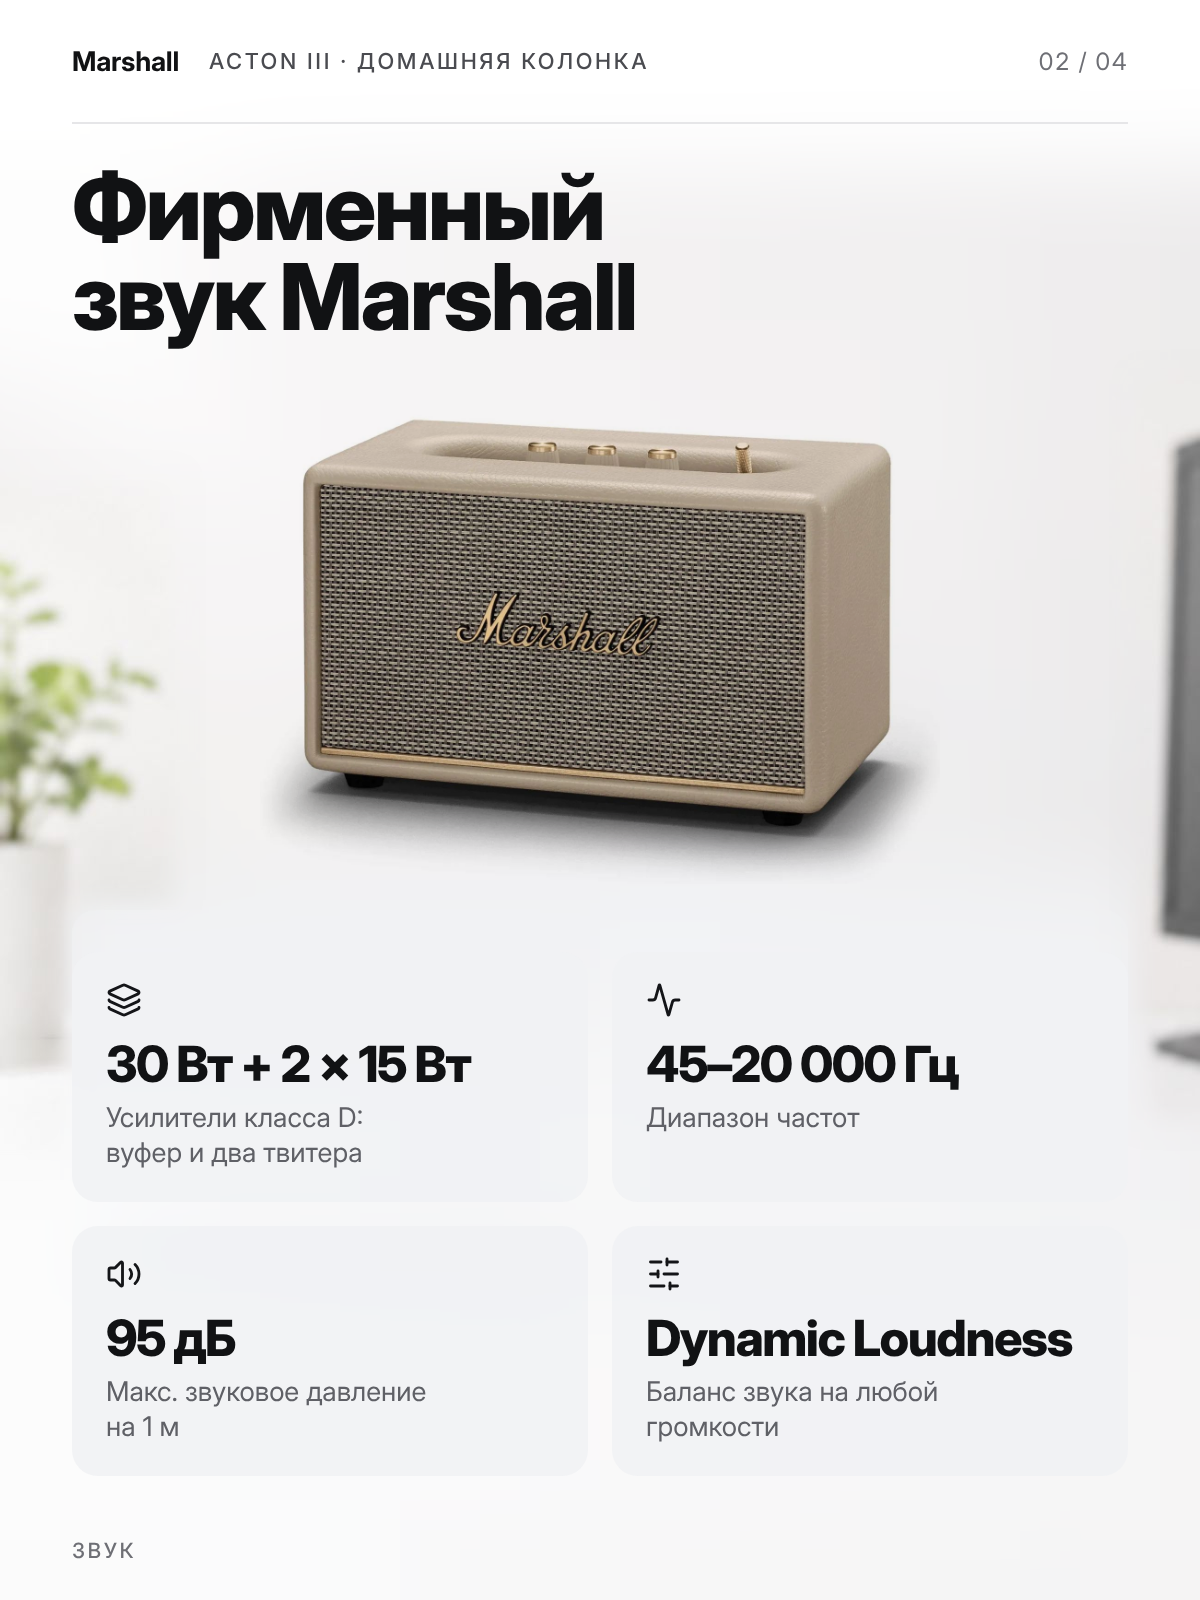 Marshall ACTON III · ДОМАШНЯЯ КОЛОНКА 02 / 04
Фирменный
звук Marshall
Marshall
30 Вт + 2 × 15 Вт
Усилители класса D:
вуфер и два твитера
45–20 000 Гц
Диапазон частот
95 дБ
Макс. звуковое давление
на 1 м
Dynamic Loudness
Баланс звука на любой
громкости
ЗВУК